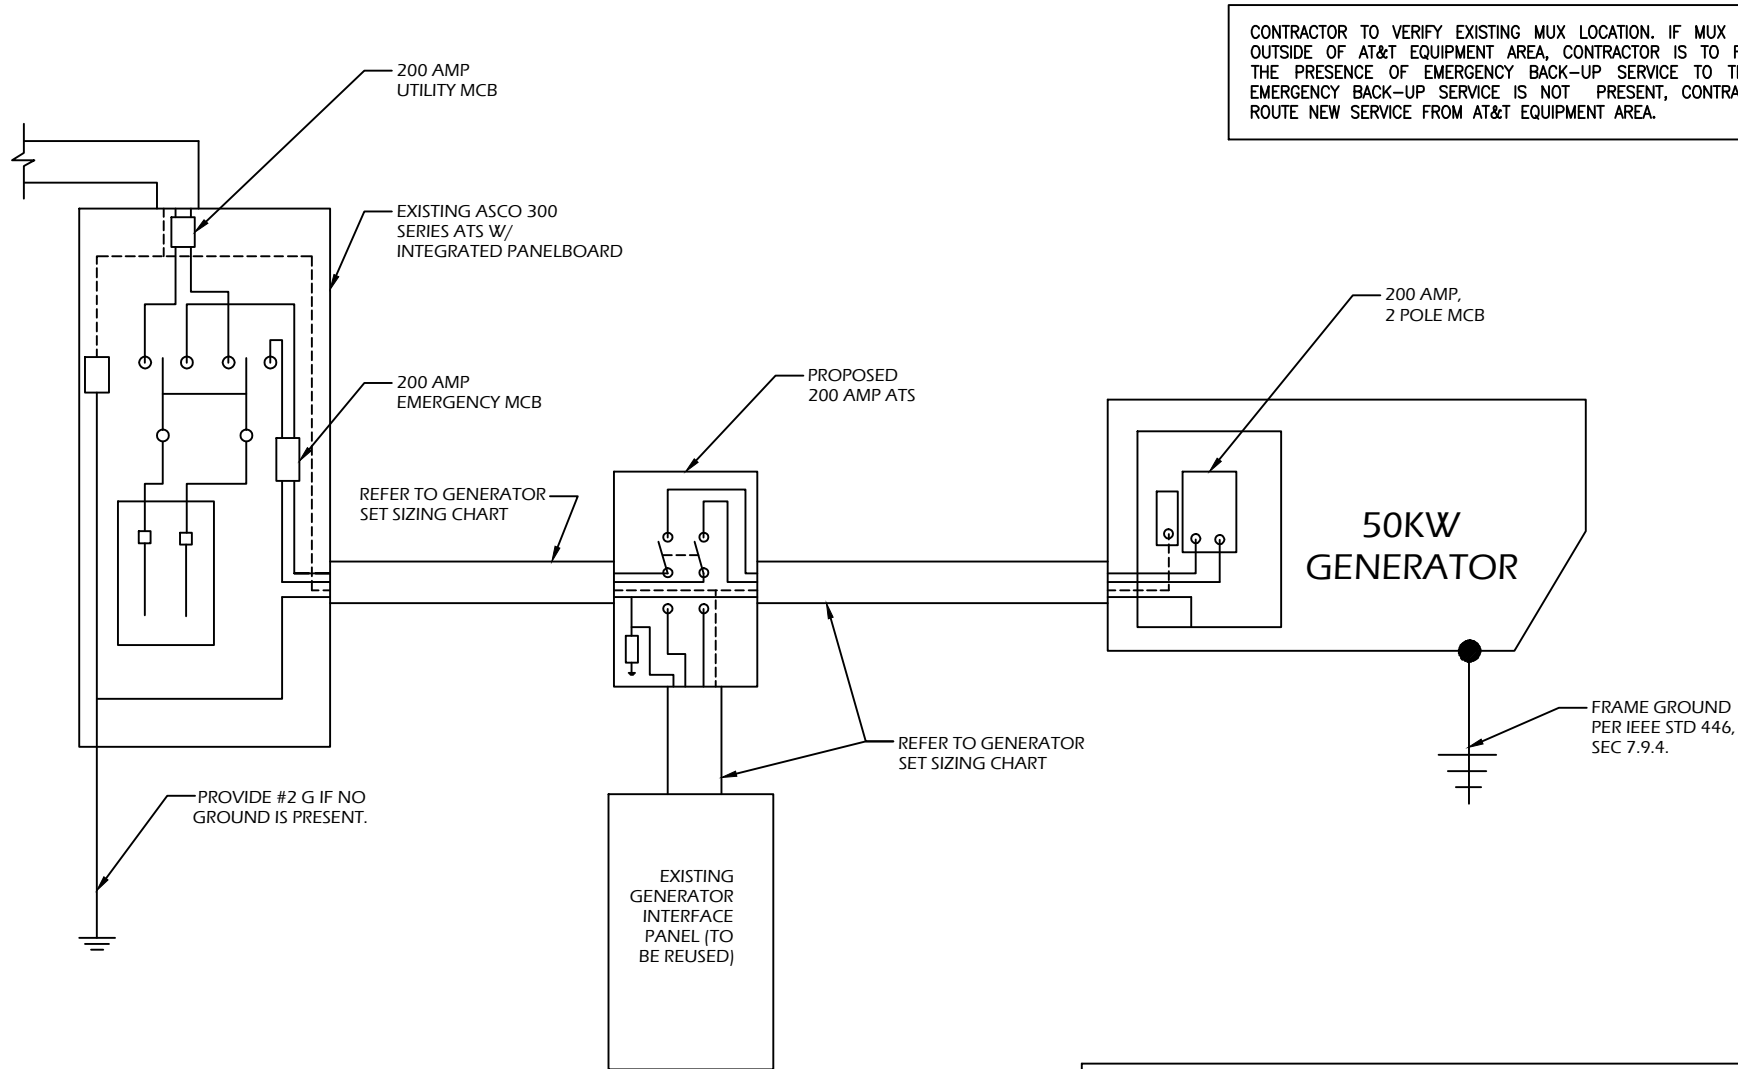 CONTRACTOR TO VERIFY EXISTING MUX LOCATION. IF MUX
OUTSIDE OF AT&T EQUIPMENT AREA, CONTRACTOR IS TO
THE PRESENCE OF EMERGENCY BACK-UP SERVICE TO
EMERGENCY BACK-UP SERVICE IS NOT PRESENT,
ROUTE NEW SERVICE FROM AT&T EQUIPMENT AREA.
200 AMP
UTILITY MCB
EXISTING ASCO 300
SERIES ATS W/
INTEGRATED PANELBOARD
200 AMP,
2 POLE MCB
200 AMP
EMERGENCY MCB
PROPOSED
200 AMP ATS
REFER TO GENERATOR
SET SIZING CHART
50KW
GENERATOR
FRAME GROUND
PER IEEE STD 446,
SEC 7.9.4.
REFER TO GENERATOR
SET SIZING CHART
PROVIDE #2 G IF NO
GROUND IS PRESENT.
EXISTING
GENERATOR
INTERFACE
PANEL (TO
BE REUSED)